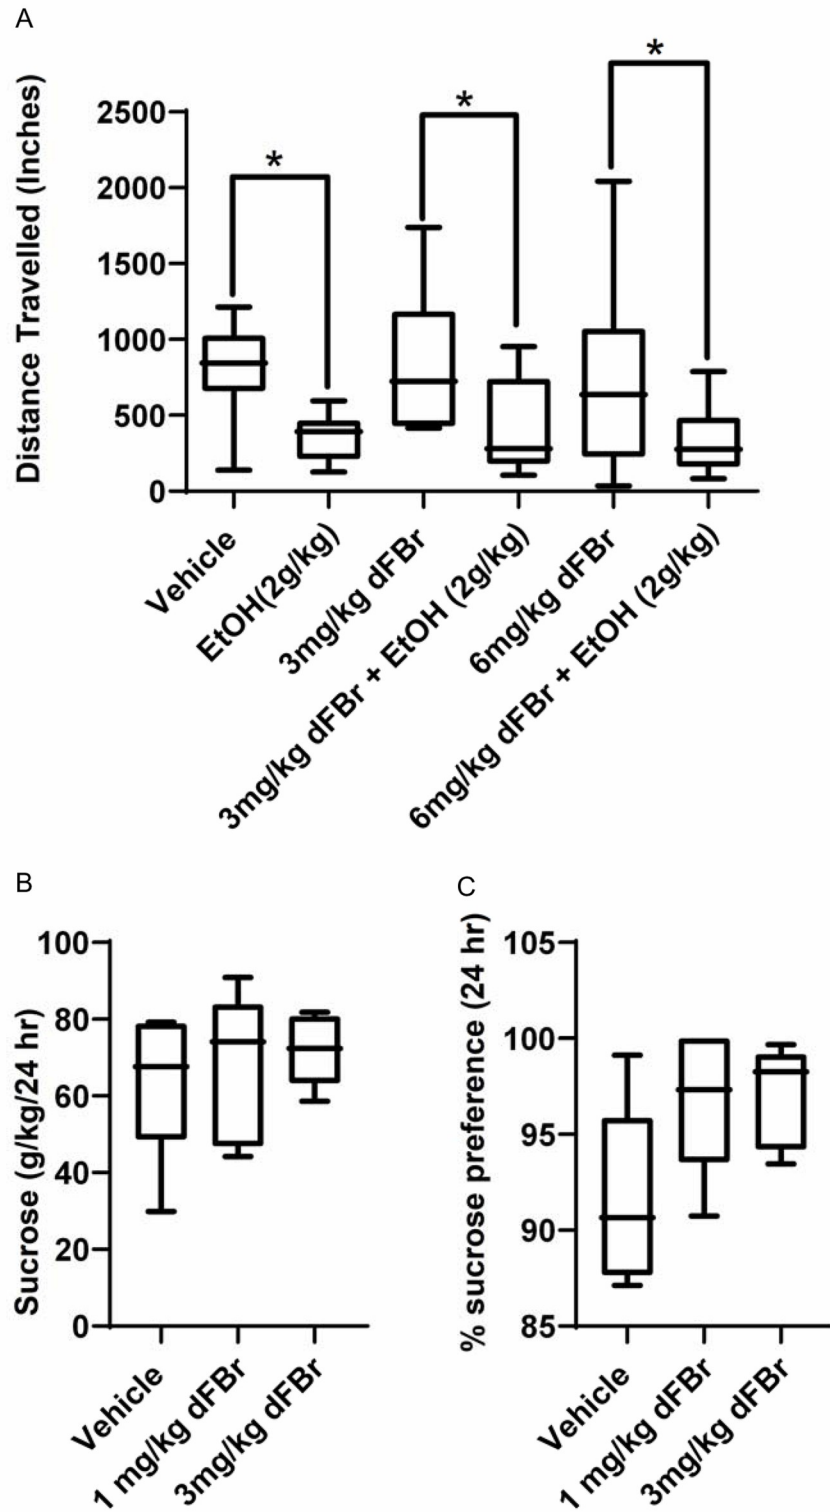 A
Distance Travelled (Inches)
2500
2000
1500
1000
500
0
*
*
*
Vehicle
EtOH(2g/kg)
3mg/kg dFBr
3mg/kg dFBr + EtOH (2g/kg)
6mg/kg dFBr
6mg/kg dFBr + EtOH (2g/kg)
B
Sucrose (g/kg/24 hr)
100
80
60
40
20
0
Vehicle
1 mg/kg dFBr
3mg/kg dFBr
C
% sucrose preference (24 hr)
105
100
95
90
85
Vehicle
1 mg/kg dFBr
3mg/kg dFBr